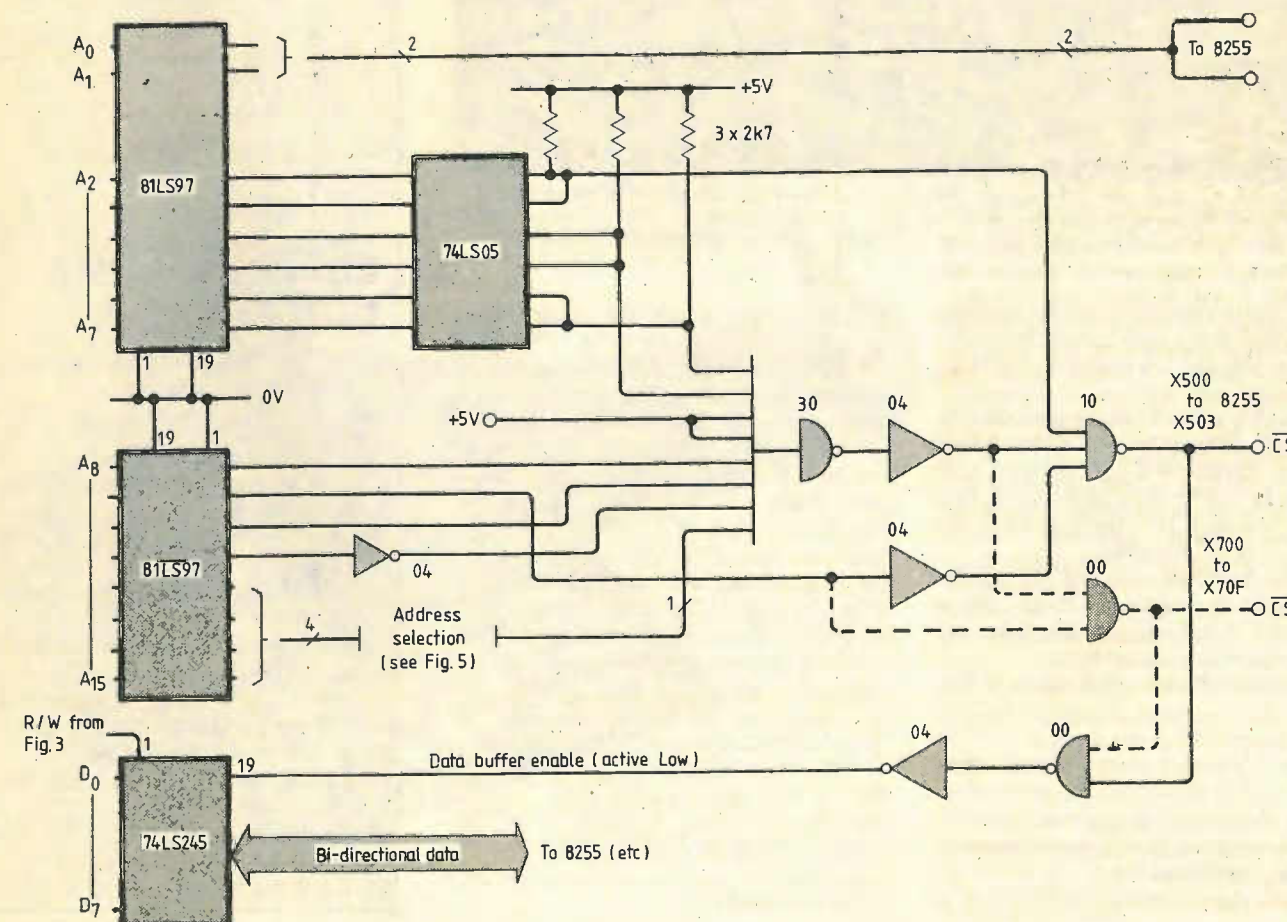 A0
A1
2
2
To 8255
+5V
3 x 2k7
A2
81LS97
74LS05
A7
1
19
0V
19
1
+5V
30
04
10
X500
to 8255
X503
A8
04
04
00
X700
to
X70F
81LS97
4
Address
selection
(see Fig. 5)
1
A15
R/W from
Fig.3
1
19
Data buffer enable (active Low)
04
00
D0
74LS245
Bi-directional data
To 8255 (etc)
D7